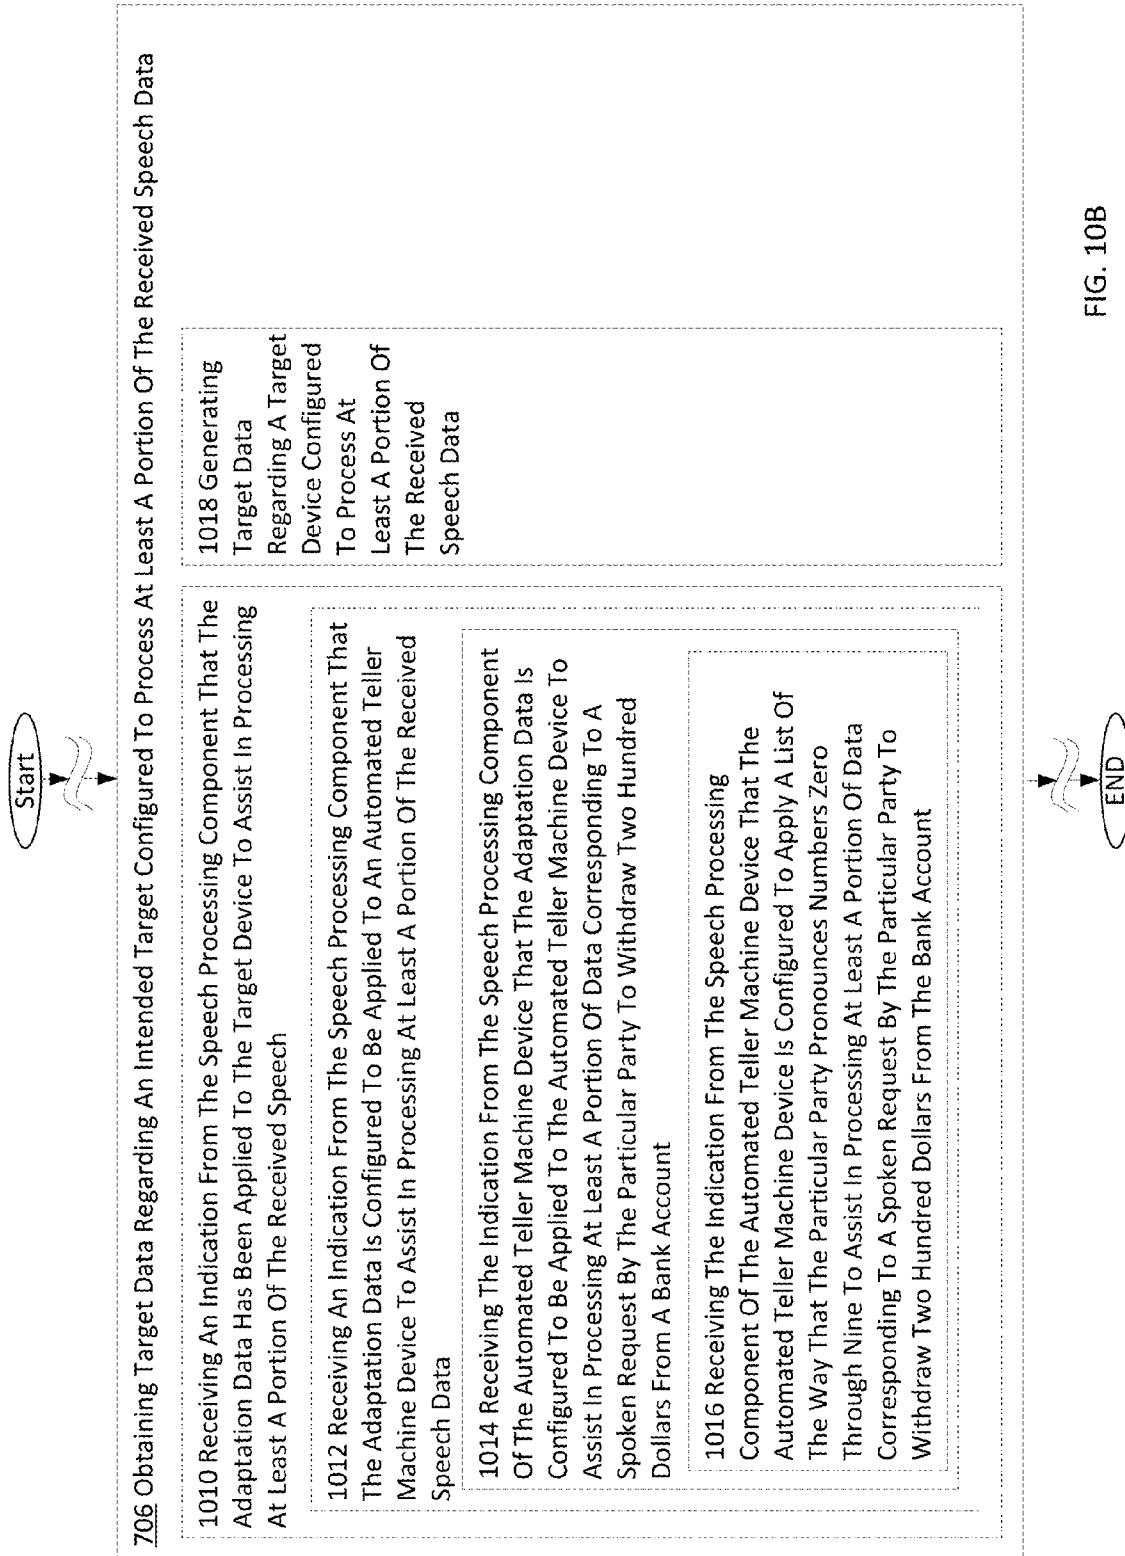 Start
706 Obtaining Target Data Regarding An Intended Target Configured To Process At Least A Portion Of The Received Speech Data
1010 Receiving An Indication From The Speech Processing Component That The
Adaptation Data Has Been Applied To The Target Device To Assist In Processing
At Least A Portion Of The Received Speech
1012 Receiving An Indication From The Speech Processing Component That
The Adaptation Data Is Configured To Be Applied To An Automated Teller
Machine Device To Assist In Processing At Least A Portion Of The Received
Speech Data
1014 Receiving The Indication From The Speech Processing Component
Of The Automated Teller Machine Device That The Adaptation Data Is
Configured To Be Applied To The Automated Teller Machine Device To
Assist In Processing At Least A Portion Of Data Corresponding To A
Spoken Request By The Particular Party To Withdraw Two Hundred
Dollars From A Bank Account
1016 Receiving The Indication From The Speech Processing
Component Of The Automated Teller Machine Device That The
Automated Teller Machine Device Is Configured To Apply A List Of
The Way That The Particular Party Pronounces Numbers Zero
Through Nine To Assist In Processing At Least A Portion Of Data
Corresponding To A Spoken Request By The Particular Party To
Withdraw Two Hundred Dollars From The Bank Account
1018 Generating
Target Data
Regarding A Target
Device Configured
To Process At
Least A Portion Of
The Received
Speech Data
END
FIG. 10B